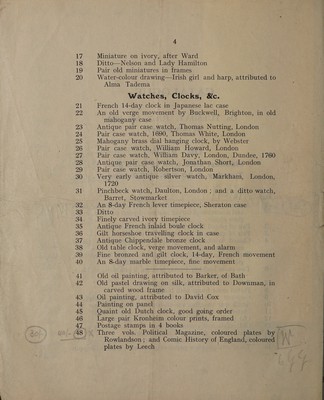 4
17 Miniature on ivory, after Ward
18 Ditto—Nelson and Lady Hamilton
19 Pair old miniatures in frames
20 Water-colour drawing—Irish girl and harp, attributed to
Alma Tadema
Watches, Clocks, &c.
21 French 14-day clock in Japanese lac case
22 An old verge movement by Buckwell, Brighton, in old
mahogany case
23 Antique pair case watch, Thomas Nutting, London
24 Pair case watch, 1690, Thomas White, London
25 Mahogany brass dial hanging clock, by Webster
26 Pair case watch, William Howard, London
27 Pair case watch, William Davy, London, Dundee, 1760
28 Antique pair case watch, Jonathan Short, London
29 Pair case watch, Robertson, London
30 Very early antique silver watch, Markham, London,
1720
31 Pinchbeck watch, Daulton, London; and a ditto watch,
Barret, Stowmarket
32 An 8-day French lever timepiece, Sheraton case
33 Ditto
34 Finely carved ivory timepiece
35 Antique French inlaid boule clock
36 Gilt horseshoe travelling clock in case
37 Antique Chippendale bronze clock
38 Old table clock, verge movement, and alarm
39 Fine bronzed and gilt clock, 14-day, French movement
40 An 8-day marble timepiece, fine movement
41 Old oil painting, attributed to Barker, of Bath
42 Old pastel drawing on silk, attributed to Downman, in
carved wood frame
43 Oil painting, attributed to David Cox
44 Painting on panel
45 Quaint old Dutch clock, good going order
46 Large pair Kronheim colour prints, framed
47 Postage stamps in 4 books
48 Three vols. Political Magazine, coloured plates by
Rowlandson; and Comic History of England, coloured
plates by Leech